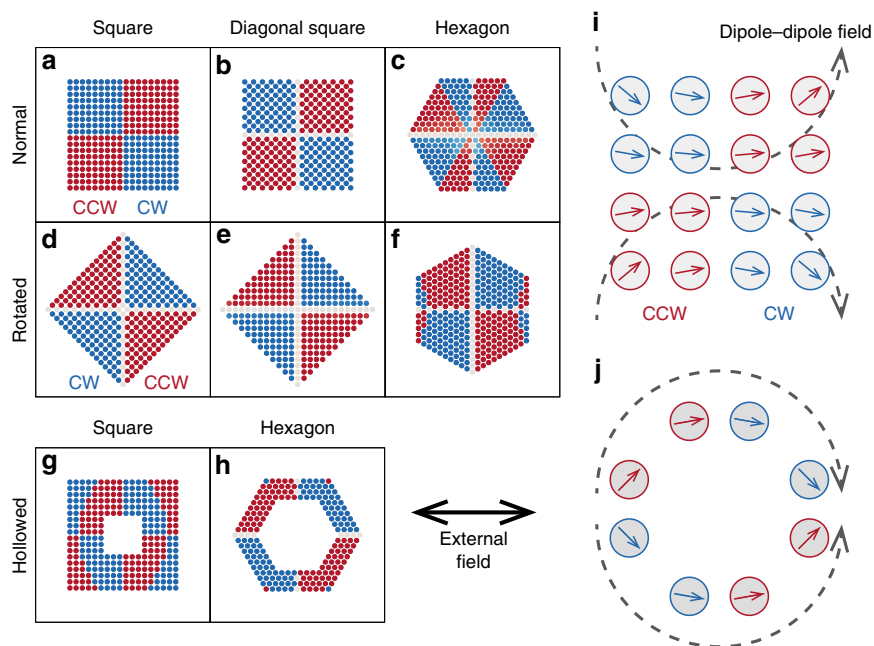 Square
Diagonal square
Hexagon
Normal
a
b
c
CCW
CW
Rotated
d
e
f
CW
CCW
Square
Hexagon
Hollowed
g
h
External
field
i
Dipole–dipole field
CCW
CW
j